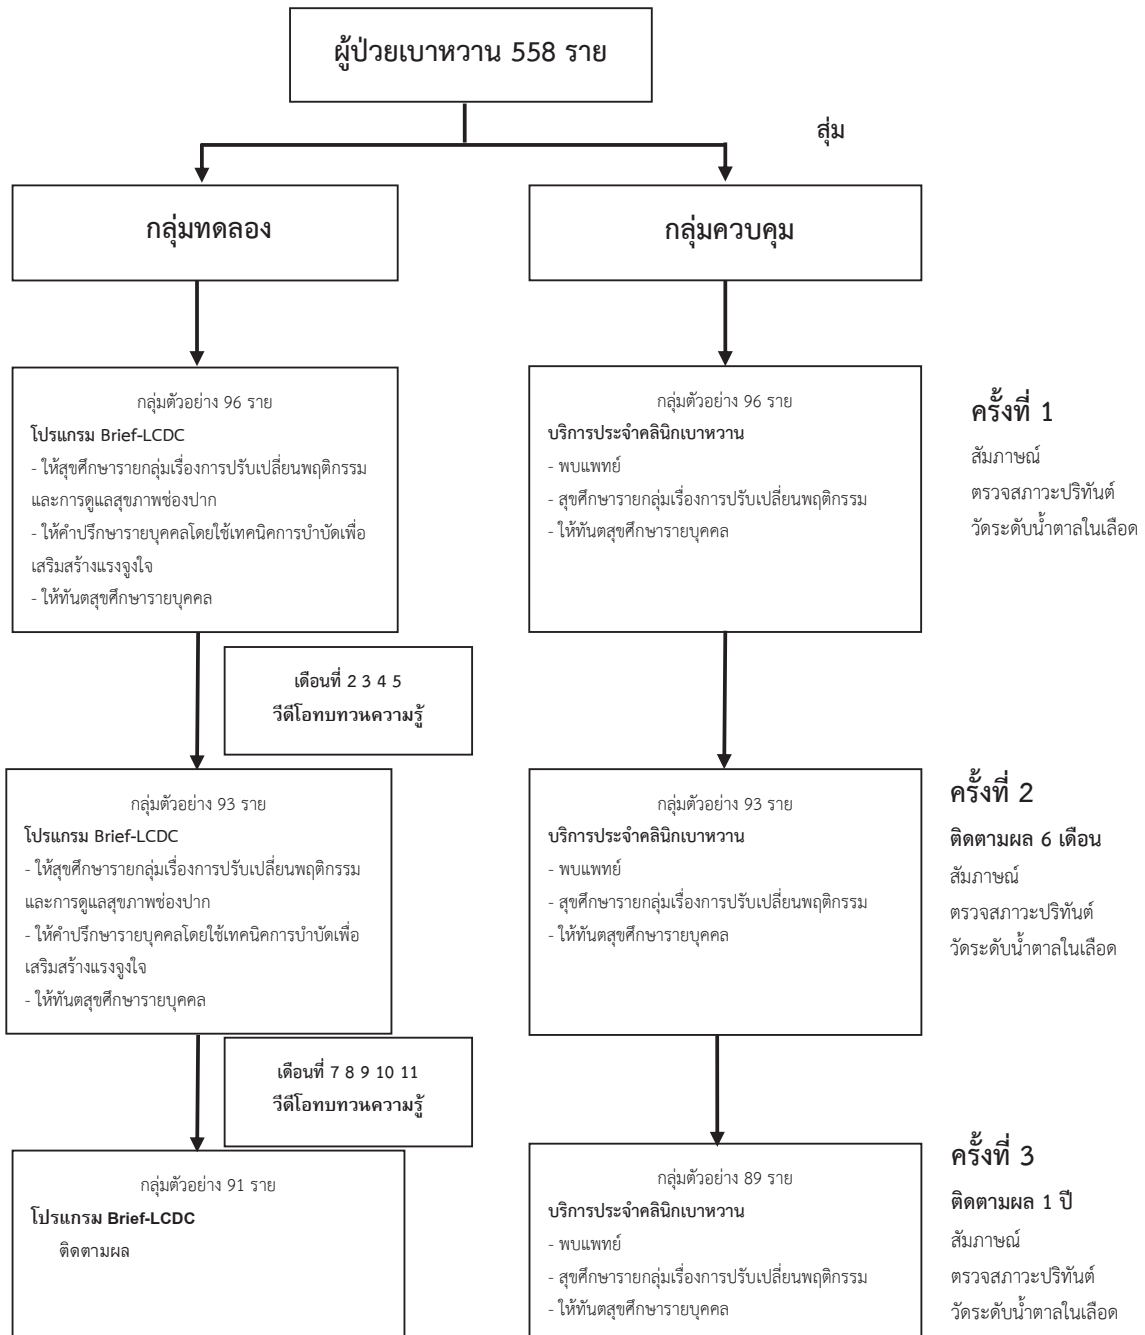 ผู้ป่วยเบาหวาน 558 ราย
สุ่ม
กลุ่มทดลอง
กลุ่มควบคุม
กลุ่มตัวอย่าง 96 ราย
โปรแกรม Brief-LCDC
- ให้สุขศึกษารายกลุ่มเรื่องการปรับเปลี่ยนพฤติกรรม
และการดูแลสุขภาพช่องปาก
- ให้คำปรึกษารายบุคคลโดยใช้เทคนิคการบำบัดเพื่อ
เสริมสร้างแรงจูงใจ
- ให้ทันตสุขศึกษารายบุคคล
กลุ่มตัวอย่าง 96 ราย
บริการประจำคลินิกเบาหวาน
- พบแพทย์
- สุขศึกษารายกลุ่มเรื่องการปรับเปลี่ยนพฤติกรรม
- ให้ทันตสุขศึกษารายบุคคล
ครั้งที่ 1
สัมภาษณ์
ตรวจสภาวะปริทันต์
วัดระดับน้ำตาลในเลือด
เดือนที่ 2 3 4 5
วีดีโอทบทวนความรู้
กลุ่มตัวอย่าง 93 ราย
โปรแกรม Brief-LCDC
- ให้สุขศึกษารายกลุ่มเรื่องการปรับเปลี่ยนพฤติกรรม
และการดูแลสุขภาพช่องปาก
- ให้คำปรึกษารายบุคคลโดยใช้เทคนิคการบำบัดเพื่อ
เสริมสร้างแรงจูงใจ
- ให้ทันตสุขศึกษารายบุคคล
กลุ่มตัวอย่าง 93 ราย
บริการประจำคลินิกเบาหวาน
- พบแพทย์
- สุขศึกษารายกลุ่มเรื่องการปรับเปลี่ยนพฤติกรรม
- ให้ทันตสุขศึกษารายบุคคล
ครั้งที่ 2
ติดตามผล 6 เดือน
สัมภาษณ์
ตรวจสภาวะปริทันต์
วัดระดับน้ำตาลในเลือด
เดือนที่ 7 8 9 10 11
วีดีโอทบทวนความรู้
กลุ่มตัวอย่าง 91 ราย
โปรแกรม Brief-LCDC
ติดตามผล
กลุ่มตัวอย่าง 89 ราย
บริการประจำคลินิกเบาหวาน
- พบแพทย์
- สุขศึกษารายกลุ่มเรื่องการปรับเปลี่ยนพฤติกรรม
- ให้ทันตสุขศึกษารายบุคคล
ครั้งที่ 3
ติดตามผล 1 ปี
สัมภาษณ์
ตรวจสภาวะปริทันต์
วัดระดับน้ำตาลในเลือด